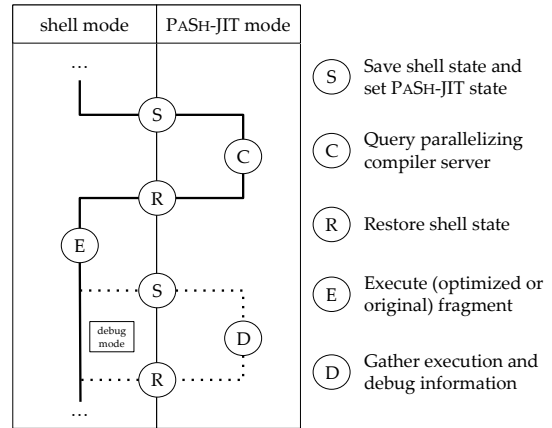 shell mode
PASH-JIT mode
...
S
C
R
E
S
debug
mode
D
R
...
S
Save shell state and
set PASH-JIT state
C
Query parallelizing
compiler server
R
Restore shell state
E
Execute (optimized or
original) fragment
D
Gather execution and
debug information